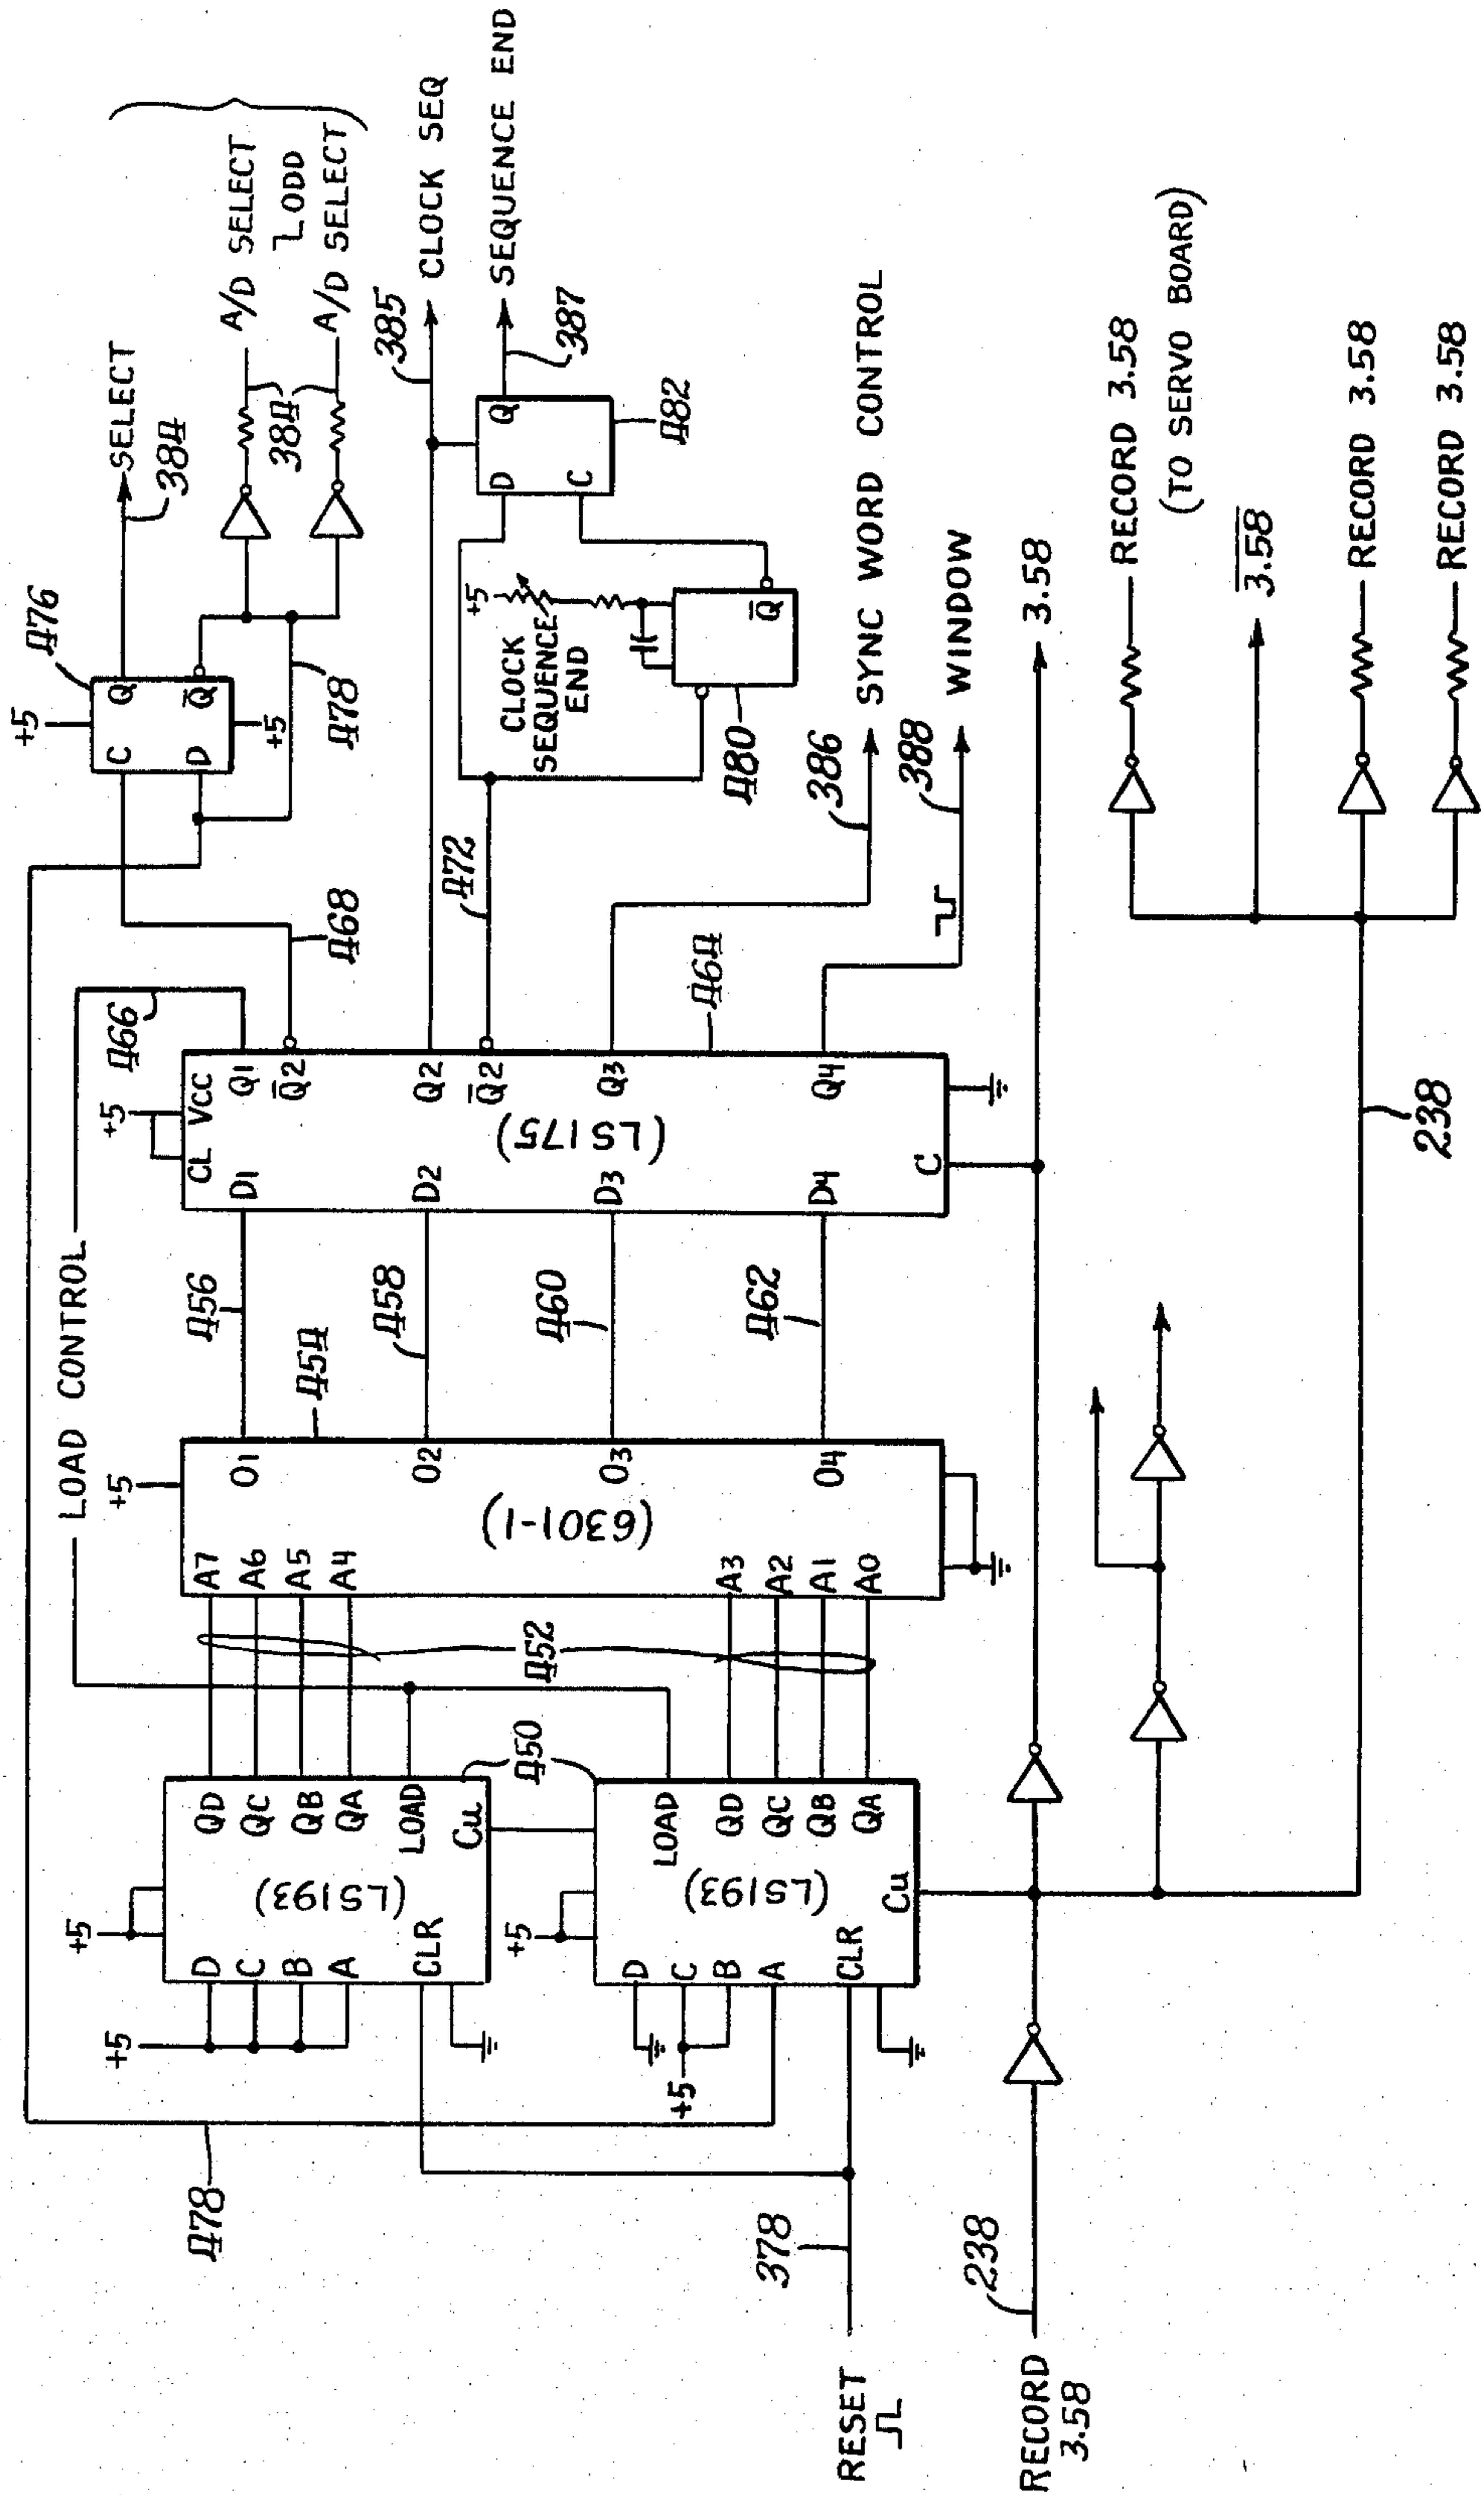 +5
476
C
Q
D
Q̅
+5
478
468
SELECT
384
A/D SELECT
LODD
384
A/D SELECT
LOAD CONTROL
466
385
CLOCK SEQ
SEQUENCE END
387
D
Q
C
482
+5
CLOCK
SEQUENCE
END
Q̅
480
472
386
SYNC WORD CONTROL
388
WINDOW
464
+5
CL VCC
D1
Q1
Q̅2
D2
Q2
Q̅2
(LS175)
D3
Q3
D4
Q4
C
456
454
458
460
462
+5
A7
A6
A5
A4
O1
O2
(6301-1)
O3
O4
A3
A2
A1
A0
452
450
+5
+5
D
C
B
A
QD
QC
QB
QA
(LS193)
LOAD
CLR
Cu
+5
+5
D
C
B
A
LOAD
QD
QC
QB
QA
(LS193)
CLR
Cu
478
RESET
378
RECORD
3.58
238
3.58
RECORD 3.58
(TO SERVO BOARD)
3.58
RECORD 3.58
RECORD 3.58
238